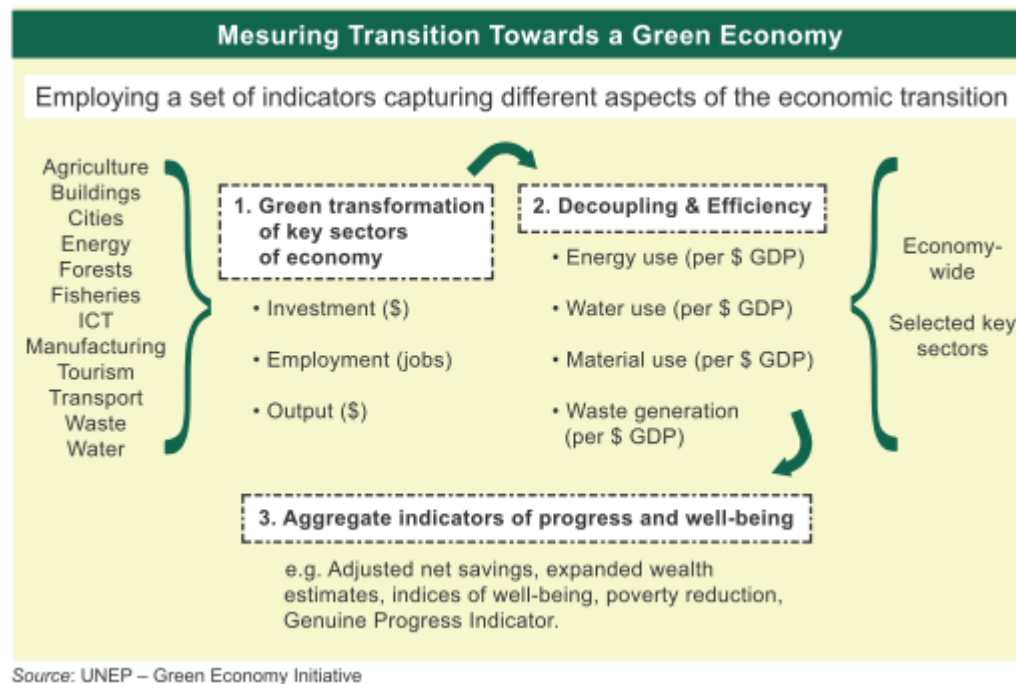 Mesuring Transition Towards a Green Economy
Employing a set of indicators capturing different aspects of the economic transition
Agriculture
Buildings
Cities
Energy
Forests
Fisheries
ICT
Manufacturing
Tourism
Transport
Waste
Water
1. Green transformation
of key sectors
of economy
• Investment ($)
• Employment (jobs)
• Output ($)
2. Decoupling & Efficiency
• Energy use (per $ GDP)
• Water use (per $ GDP)
• Material use (per $ GDP)
• Waste generation
(per $ GDP)
Economy-
wide
Selected key
sectors
3. Aggregate indicators of progress and well-being
e.g. Adjusted net savings, expanded wealth
estimates, indices of well-being, poverty reduction,
Genuine Progress Indicator.
Source: UNEP – Green Economy Initiative